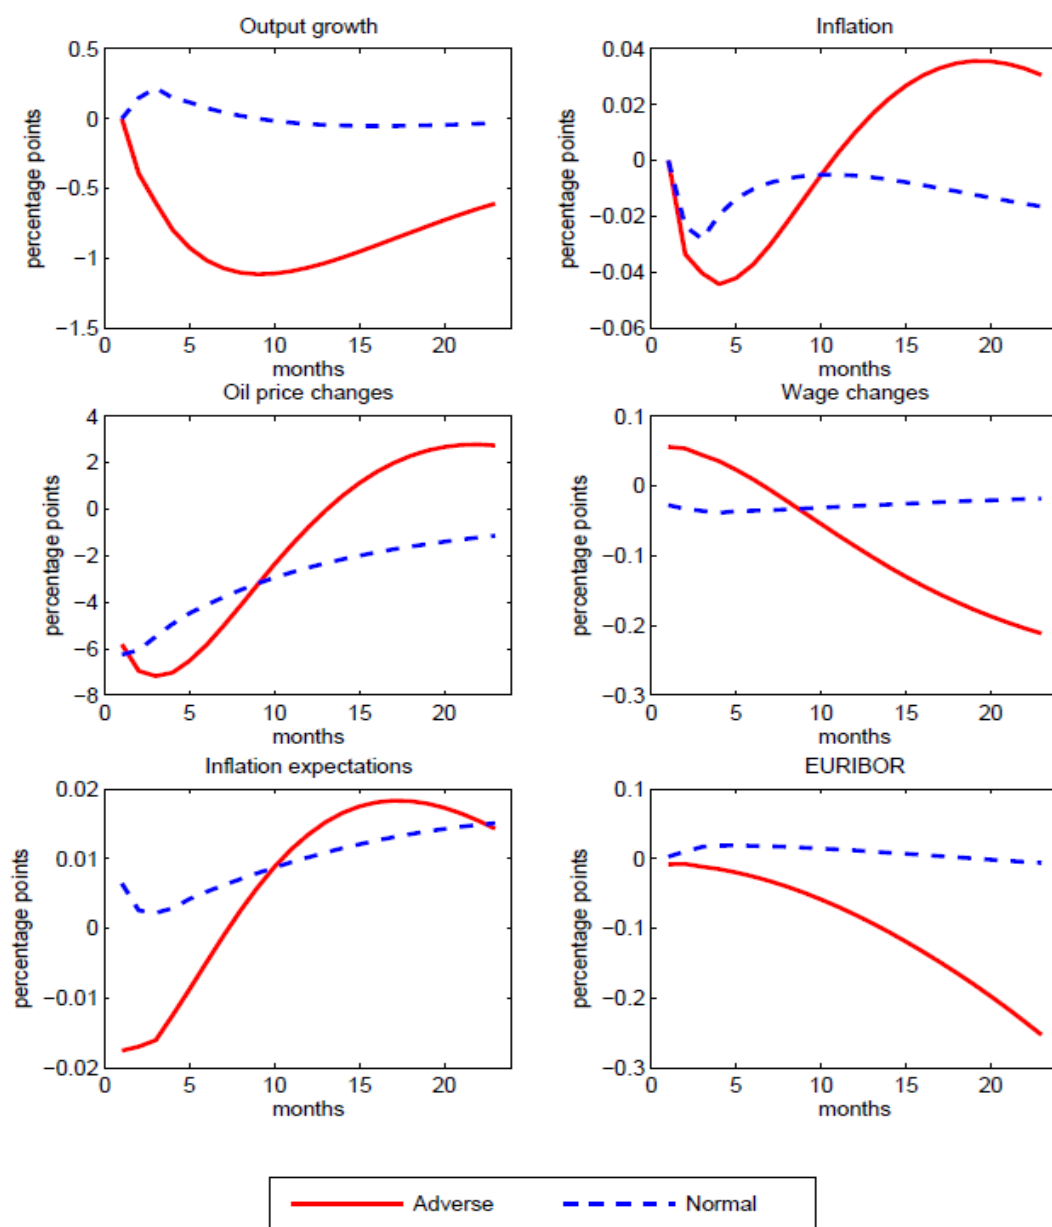 Output growth
percentage points
0.5
0
−0.5
−1
−1.5
0 5 10 15 20
months
Inflation
percentage points
0.04
0.02
0
−0.02
−0.04
−0.06
0 5 10 15 20
months
Oil price changes
percentage points
4
2
0
−2
−4
−6
−8
0 5 10 15 20
months
Wage changes
percentage points
0.1
0
−0.1
−0.2
−0.3
0 5 10 15 20
months
Inflation expectations
percentage points
0.02
0.01
0
−0.01
−0.02
0 5 10 15 20
months
EURIBOR
percentage points
0.1
0
−0.1
−0.2
−0.3
0 5 10 15 20
months
Adverse Normal